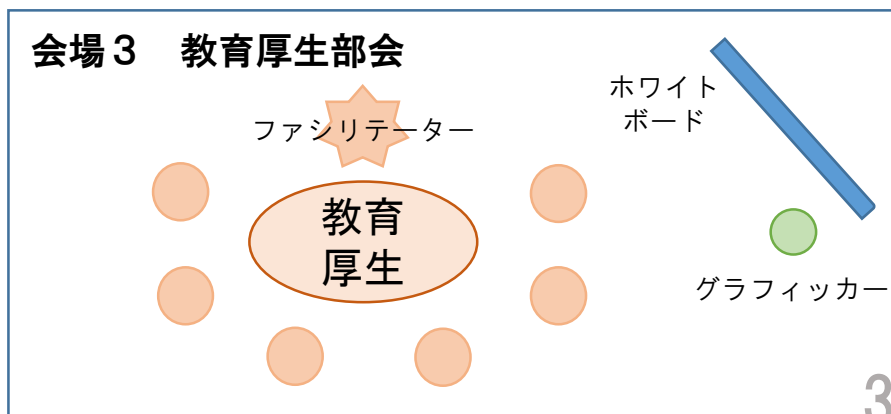 会場３　教育厚生部会
ファシリテーター
ホワイト
ボード
教育
厚生
グラフィッカー
3